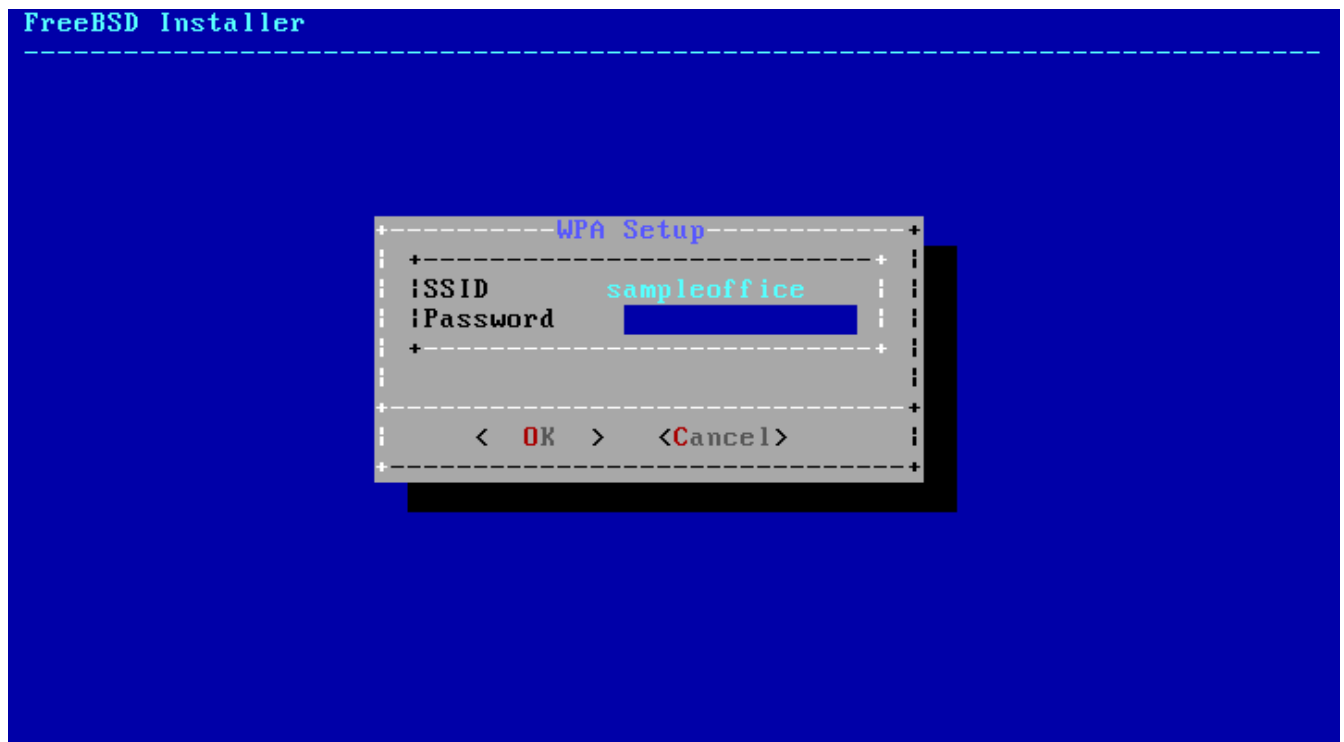 FreeBSD Installer
WPA Setup
SSID sampleoffice
Password
< OK > <Cancel>